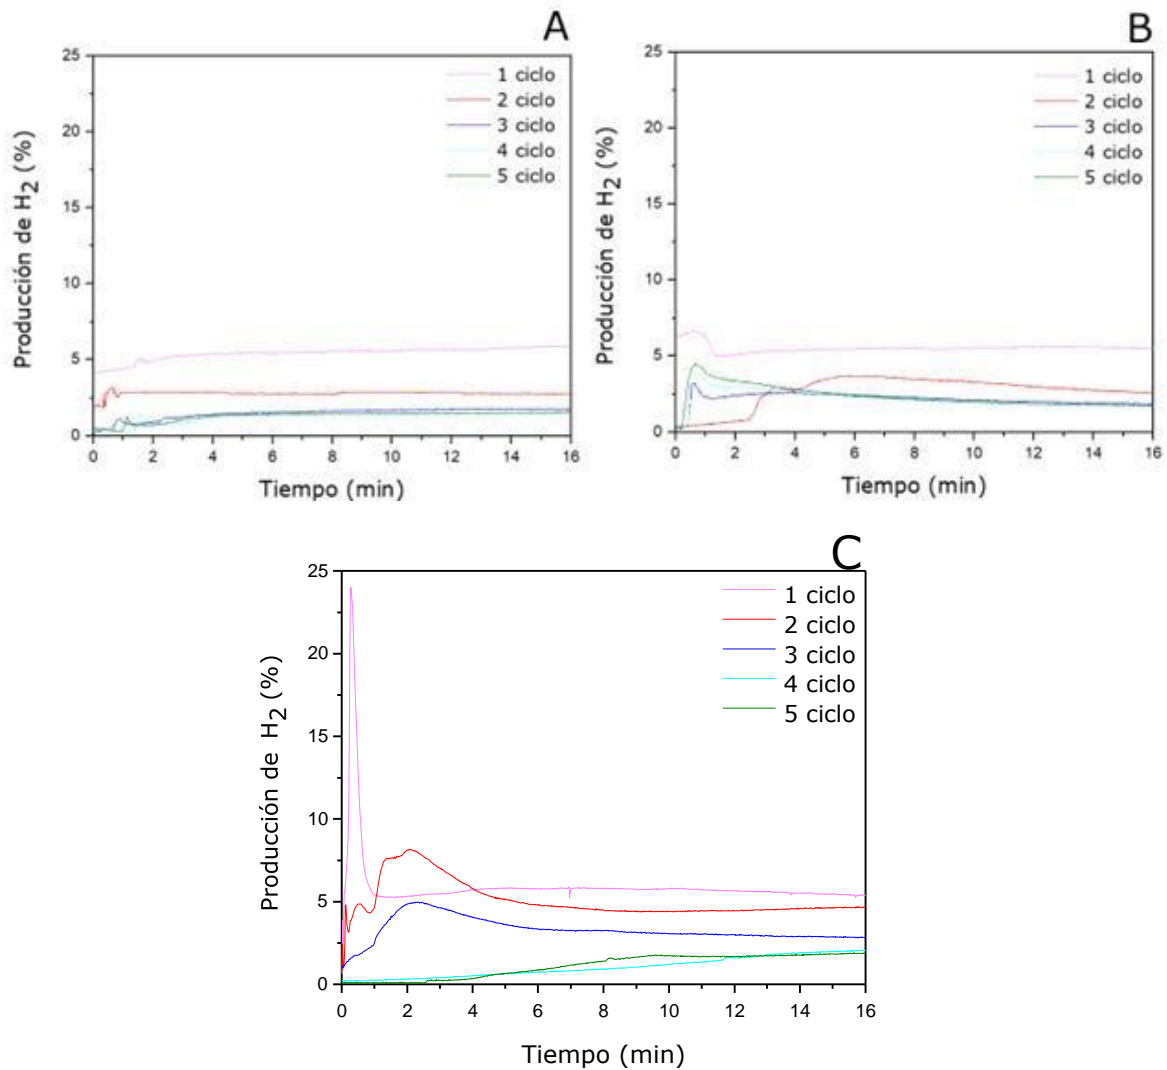 A
25
20
15
10
5
0
Producción de H2 (%)
1 ciclo
2 ciclo
3 ciclo
4 ciclo
5 ciclo
0 2 4 6 8 10 12 14 16
Tiempo (min)
B
25
20
15
10
5
0
Producción de H2 (%)
1 ciclo
2 ciclo
3 ciclo
4 ciclo
5 ciclo
0 2 4 6 8 10 12 14 16
Tiempo (min)
C
25
20
15
10
5
0
Producción de H2 (%)
1 ciclo
2 ciclo
3 ciclo
4 ciclo
5 ciclo
0 2 4 6 8 10 12 14 16
Tiempo (min)